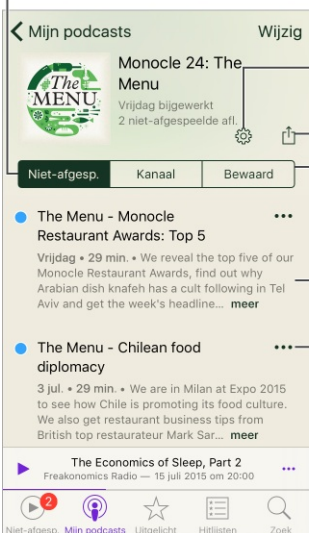 Mijn podcasts
Wijzig
The
MENU
Monocle 24: The
Menu
Vrijdag bijgewerkt
2 niet-afgespeelde afl.
Niet-afgesp.
Kanaal
Bewaard
The Menu - Monocle
Restaurant Awards: Top 5
Vrijdag • 29 min. • We reveal the top five of our
Monocle Restaurant Awards, find out why
Arabian dish knafeh has a cult following in Tel
Aviv and get the week's headline... meer
The Menu - Chilean food
diplomacy
3 jul. • 29 min. • We are in Milan at Expo 2015
to see how Chile is promoting its food culture.
We also get restaurant business tips from
British top restaurateur Mark Sar... meer
The Economics of Sleep, Part 2
Freakonomics Radio — 15 juli 2015 om 20:00
2
Niet-afgesp.
Mijn podcasts
Uitgelicht
Hitlijsten
Zoek